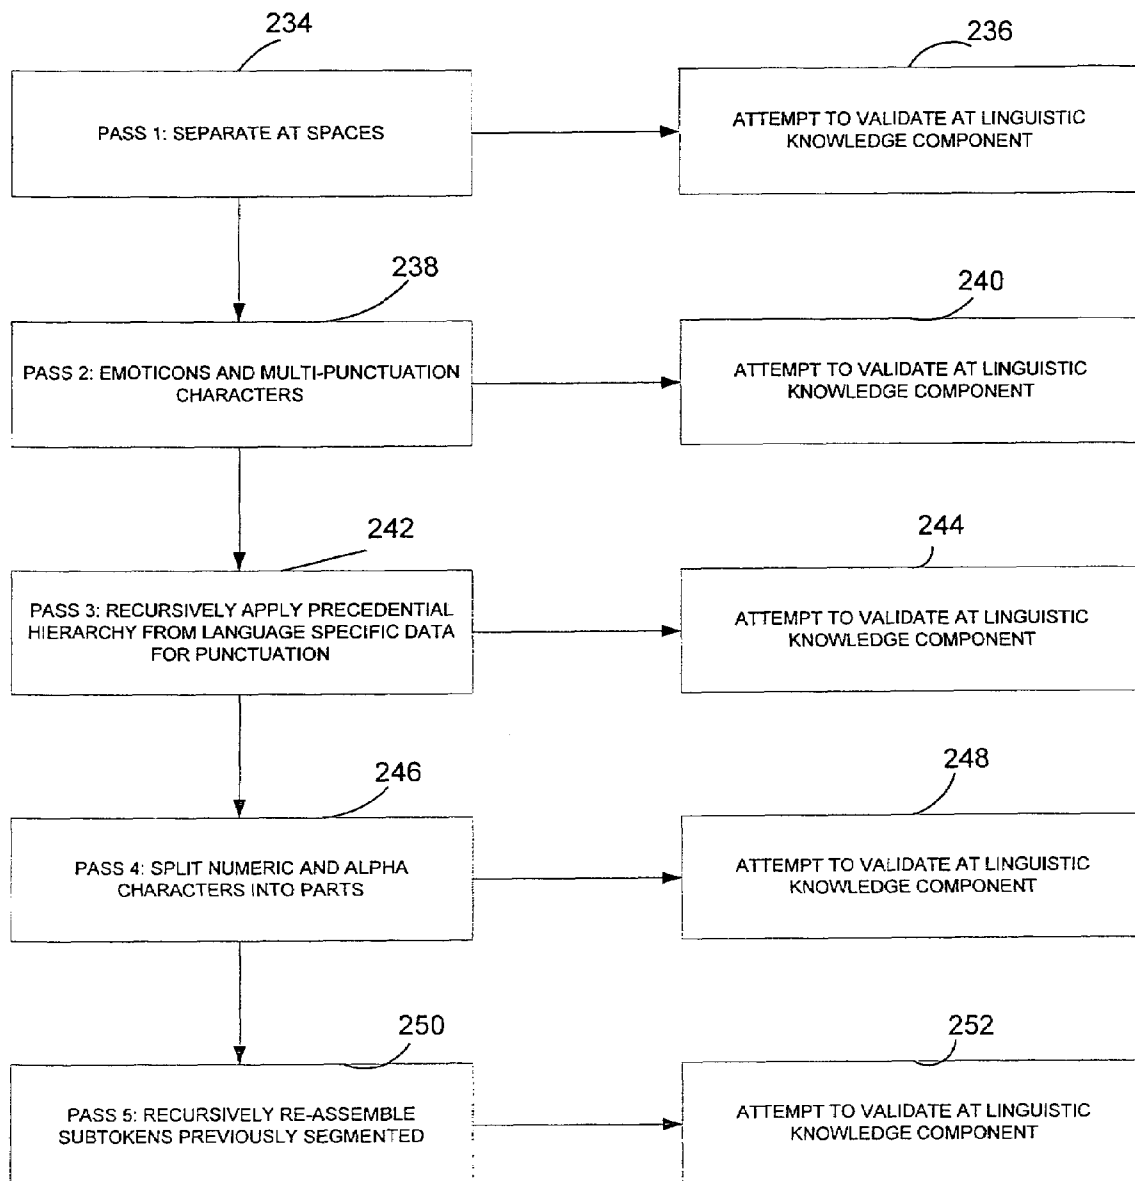 234
236
PASS 1: SEPARATE AT SPACES
ATTEMPT TO VALIDATE AT LINGUISTIC
KNOWLEDGE COMPONENT
238
240
PASS 2: EMOTICONS AND MULTI-PUNCTUATION
CHARACTERS
ATTEMPT TO VALIDATE AT LINGUISTIC
KNOWLEDGE COMPONENT
242
244
PASS 3: RECURSIVELY APPLY PRECEDENTIAL
HIERARCHY FROM LANGUAGE SPECIFIC DATA
FOR PUNCTUATION
ATTEMPT TO VALIDATE AT LINGUISTIC
KNOWLEDGE COMPONENT
246
248
PASS 4: SPLIT NUMERIC AND ALPHA
CHARACTERS INTO PARTS
ATTEMPT TO VALIDATE AT LINGUISTIC
KNOWLEDGE COMPONENT
250
252
PASS 5: RECURSIVELY RE-ASSEMBLE
SUBTOKENS PREVIOUSLY SEGMENTED
ATTEMPT TO VALIDATE AT LINGUISTIC
KNOWLEDGE COMPONENT